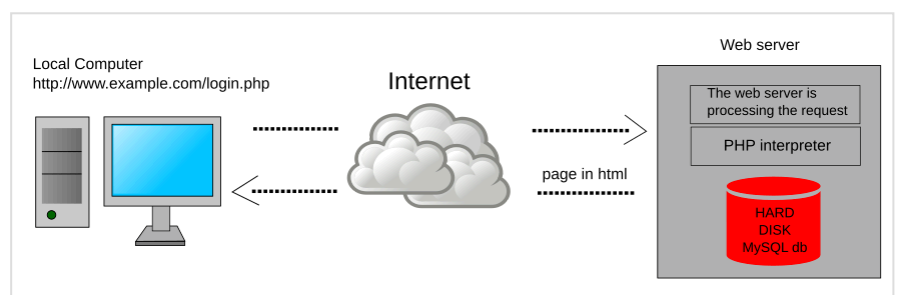 Local Computer
http://www.example.com/login.php
Internet
Web server
The web server is
processing the request
PHP interpreter
page in html
HARD
DISK
MySQL db